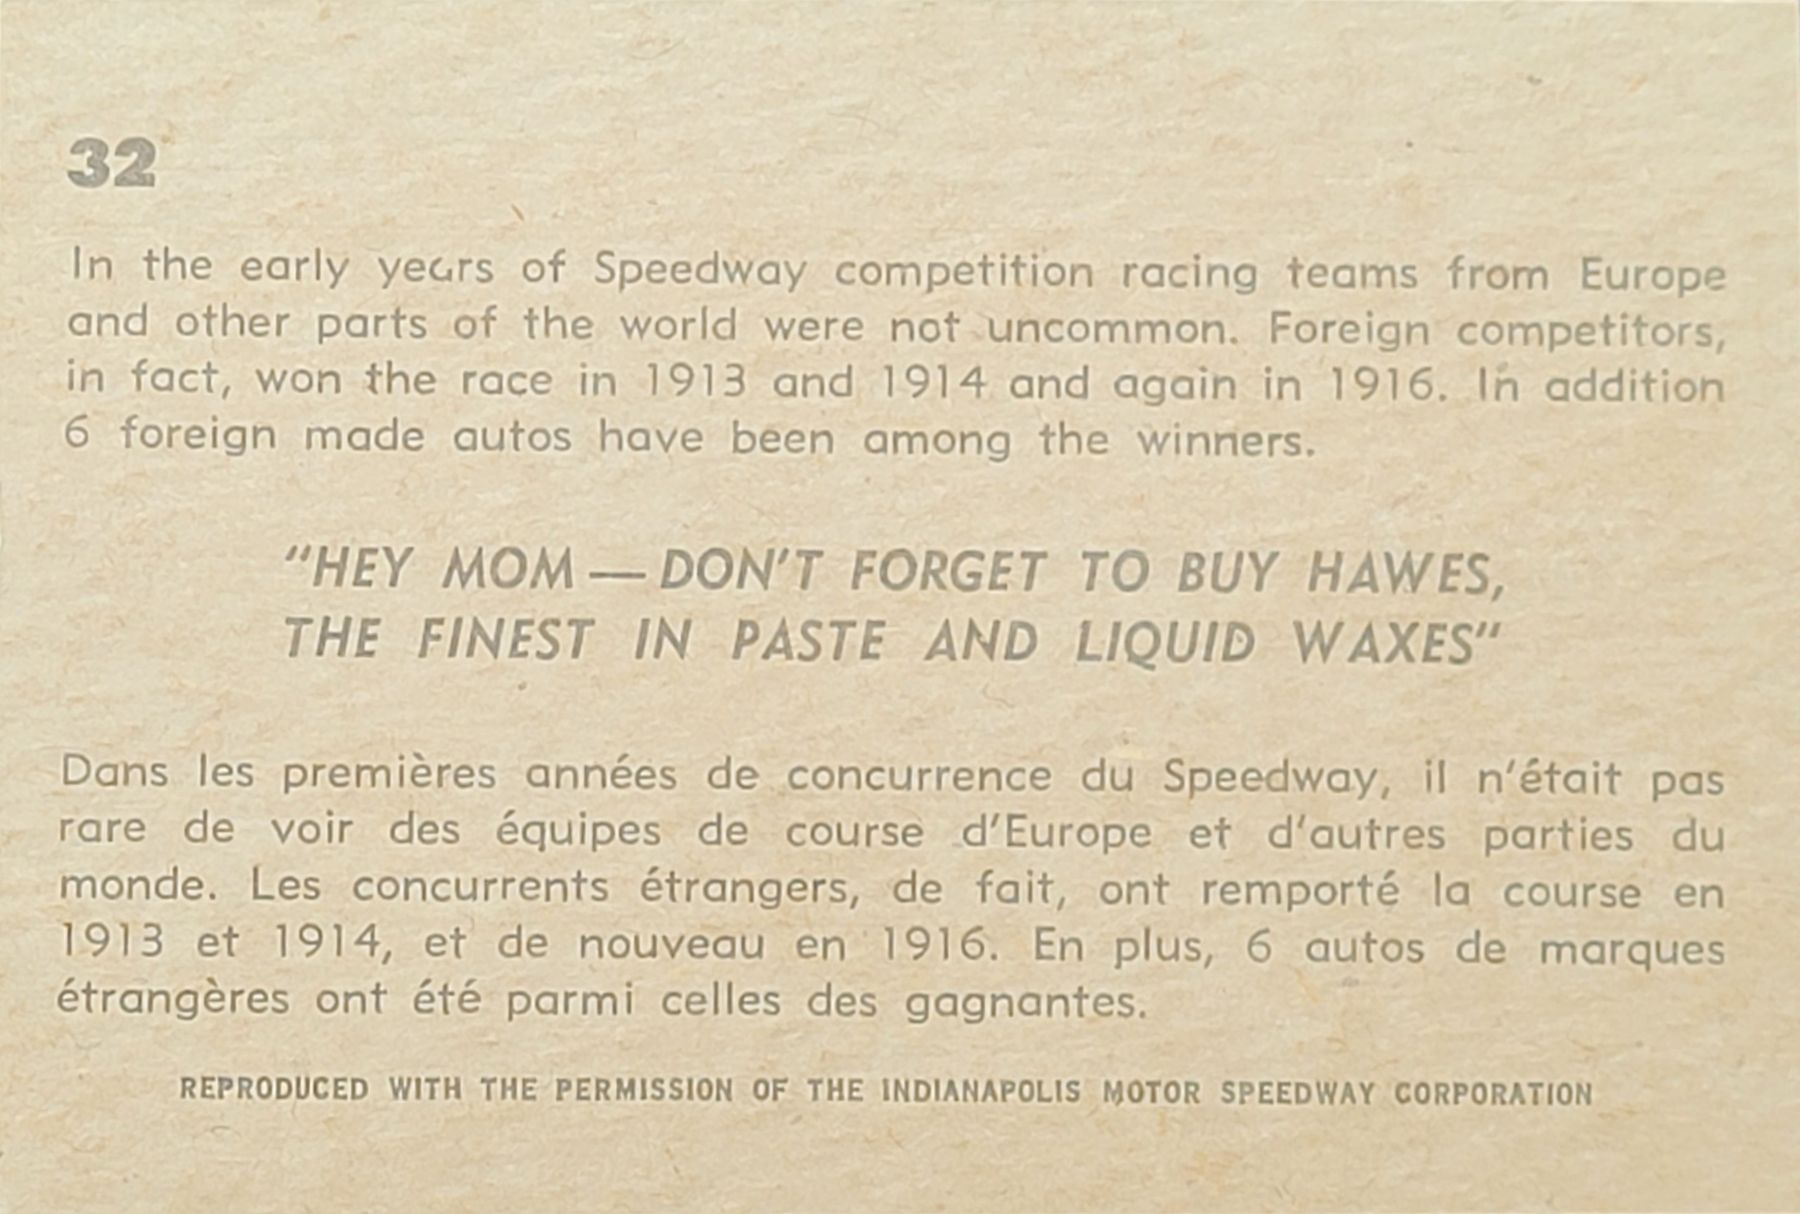 32
In the early years of Speedway competition racing teams from Europe
and other parts of the world were not uncommon. Foreign competitors,
in fact, won the race in 1913 and 1914 and again in 1916. In addition
6 foreign made autos have been among the winners.
"HEY MOM — DON'T FORGET TO BUY HAWES,
THE FINEST IN PASTE AND LIQUID WAXES"
Dans les premières années de concurrence du Speedway, il n'était pas
rare de voir des équipes de course d'Europe et d'autres parties du
monde. Les concurrents étrangers, de fait, ont remporté la course en
1913 et 1914, et de nouveau en 1916. En plus, 6 autos de marques
étrangères ont été parmi celles des gagnantes.
REPRODUCED WITH THE PERMISSION OF THE INDIANAPOLIS MOTOR SPEEDWAY CORPORATION